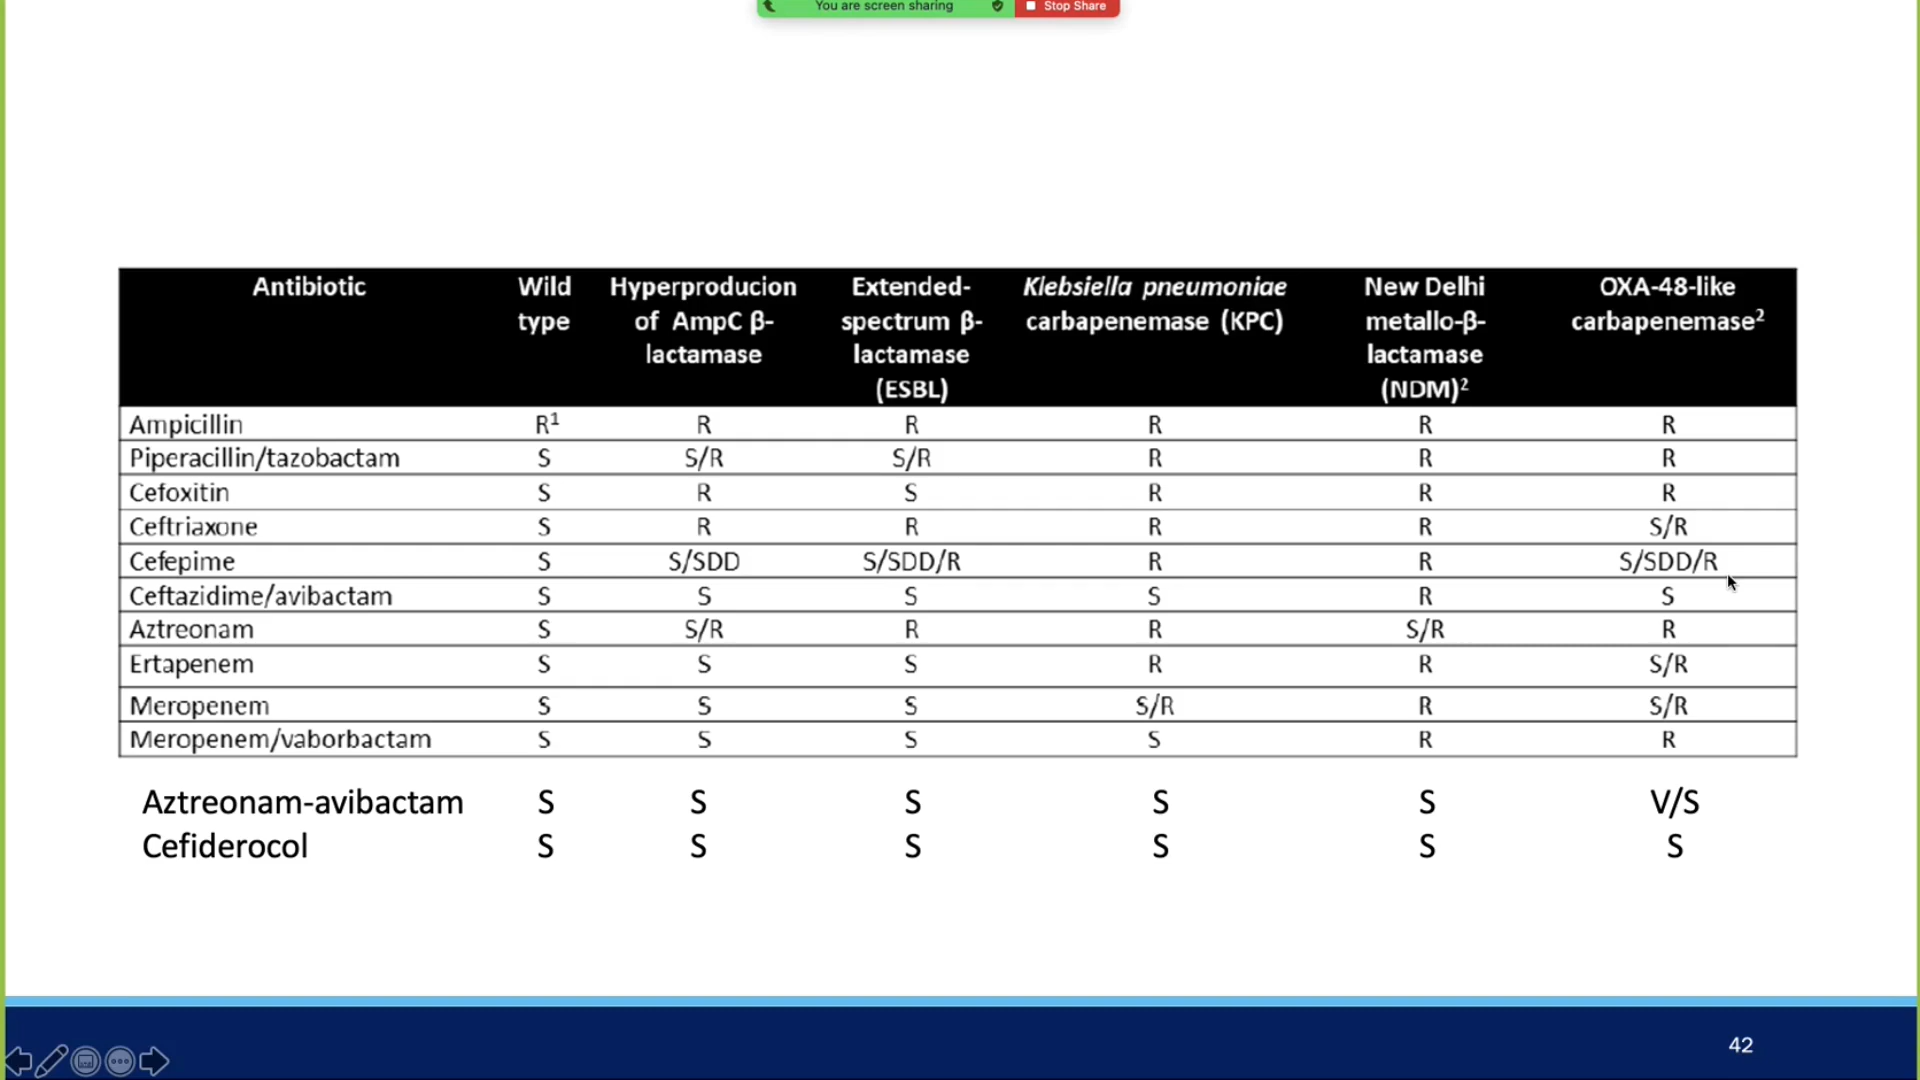 You are screen sharing Stop Share
Antibiotic Wild type Hyperproducion of AmpC β-lactamase Extended-spectrum β-lactamase (ESBL) Klebsiella pneumoniae carbapenemase (KPC) New Delhi metallo-β-lactamase (NDM)² OXA-48-like carbapenemase²
Ampicillin R¹ R R R R R
Piperacillin/tazobactam S S/R S/R R R R
Cefoxitin S R S R R R
Ceftriaxone S R R R R S/R
Cefepime S S/SDD S/SDD/R R R S/SDD/R
Ceftazidime/avibactam S S S S R S
Aztreonam S S/R R R S/R R
Ertapenem S S S R R S/R
Meropenem S S S S/R R S/R
Meropenem/vaborbactam S S S S R R
Aztreonam-avibactam S S S S S V/S
Cefiderocol S S S S S S
42